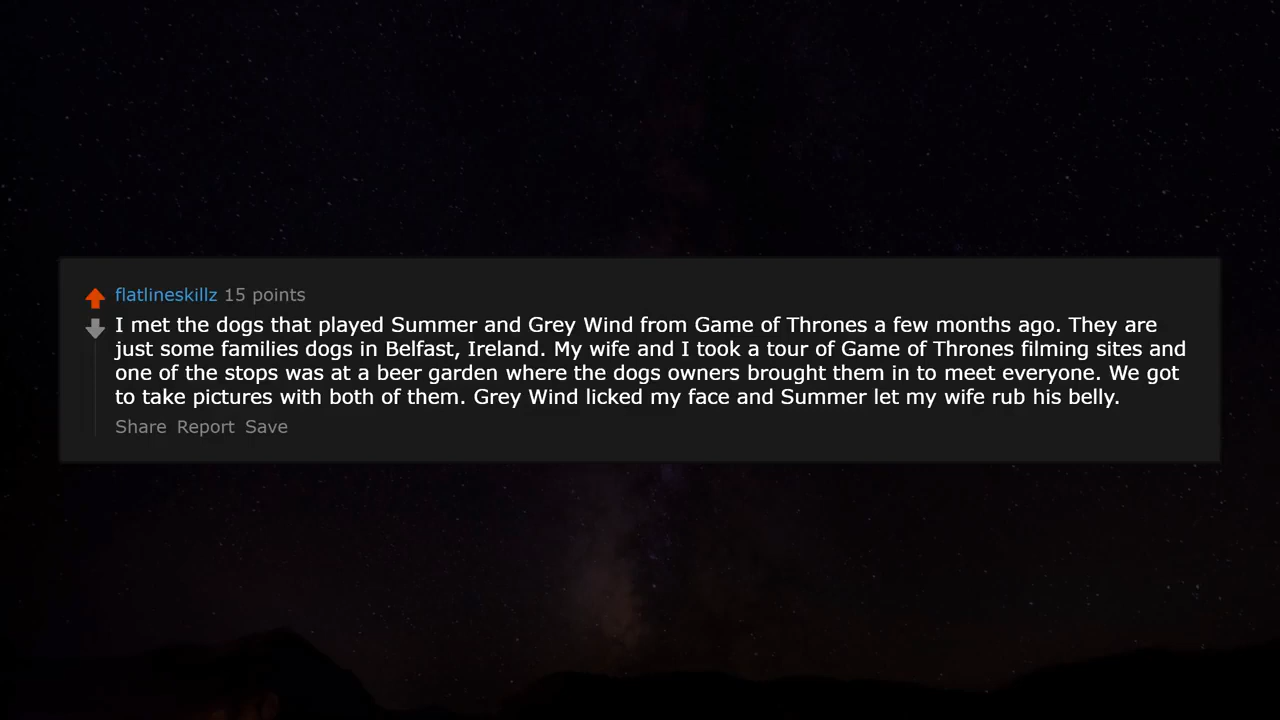 flatlineskillz 15 points
I met the dogs that played Summer and Grey Wind from Game of Thrones a few months ago. They are
just some families dogs in Belfast, Ireland. My wife and I took a tour of Game of Thrones filming sites and
one of the stops was at a beer garden where the dogs owners brought them in to meet everyone. We got
to take pictures with both of them. Grey Wind licked my face and Summer let my wife rub his belly.
Share Report Save